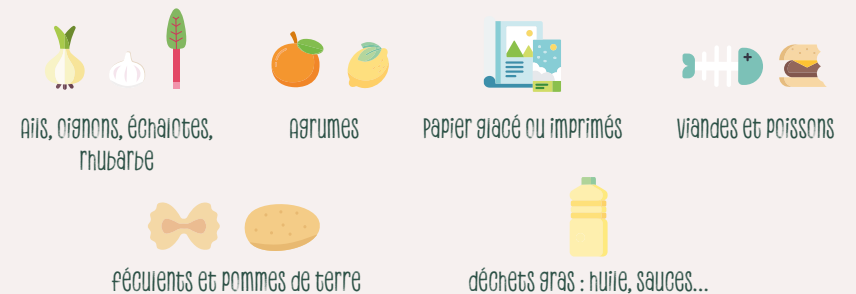 Ails, oignons, échalotes,
rhubarbe
Agrumes
Papier glacé ou imprimés
Viandes et poissons
féculents et pommes de terre
déchets gras : huile, sauces...